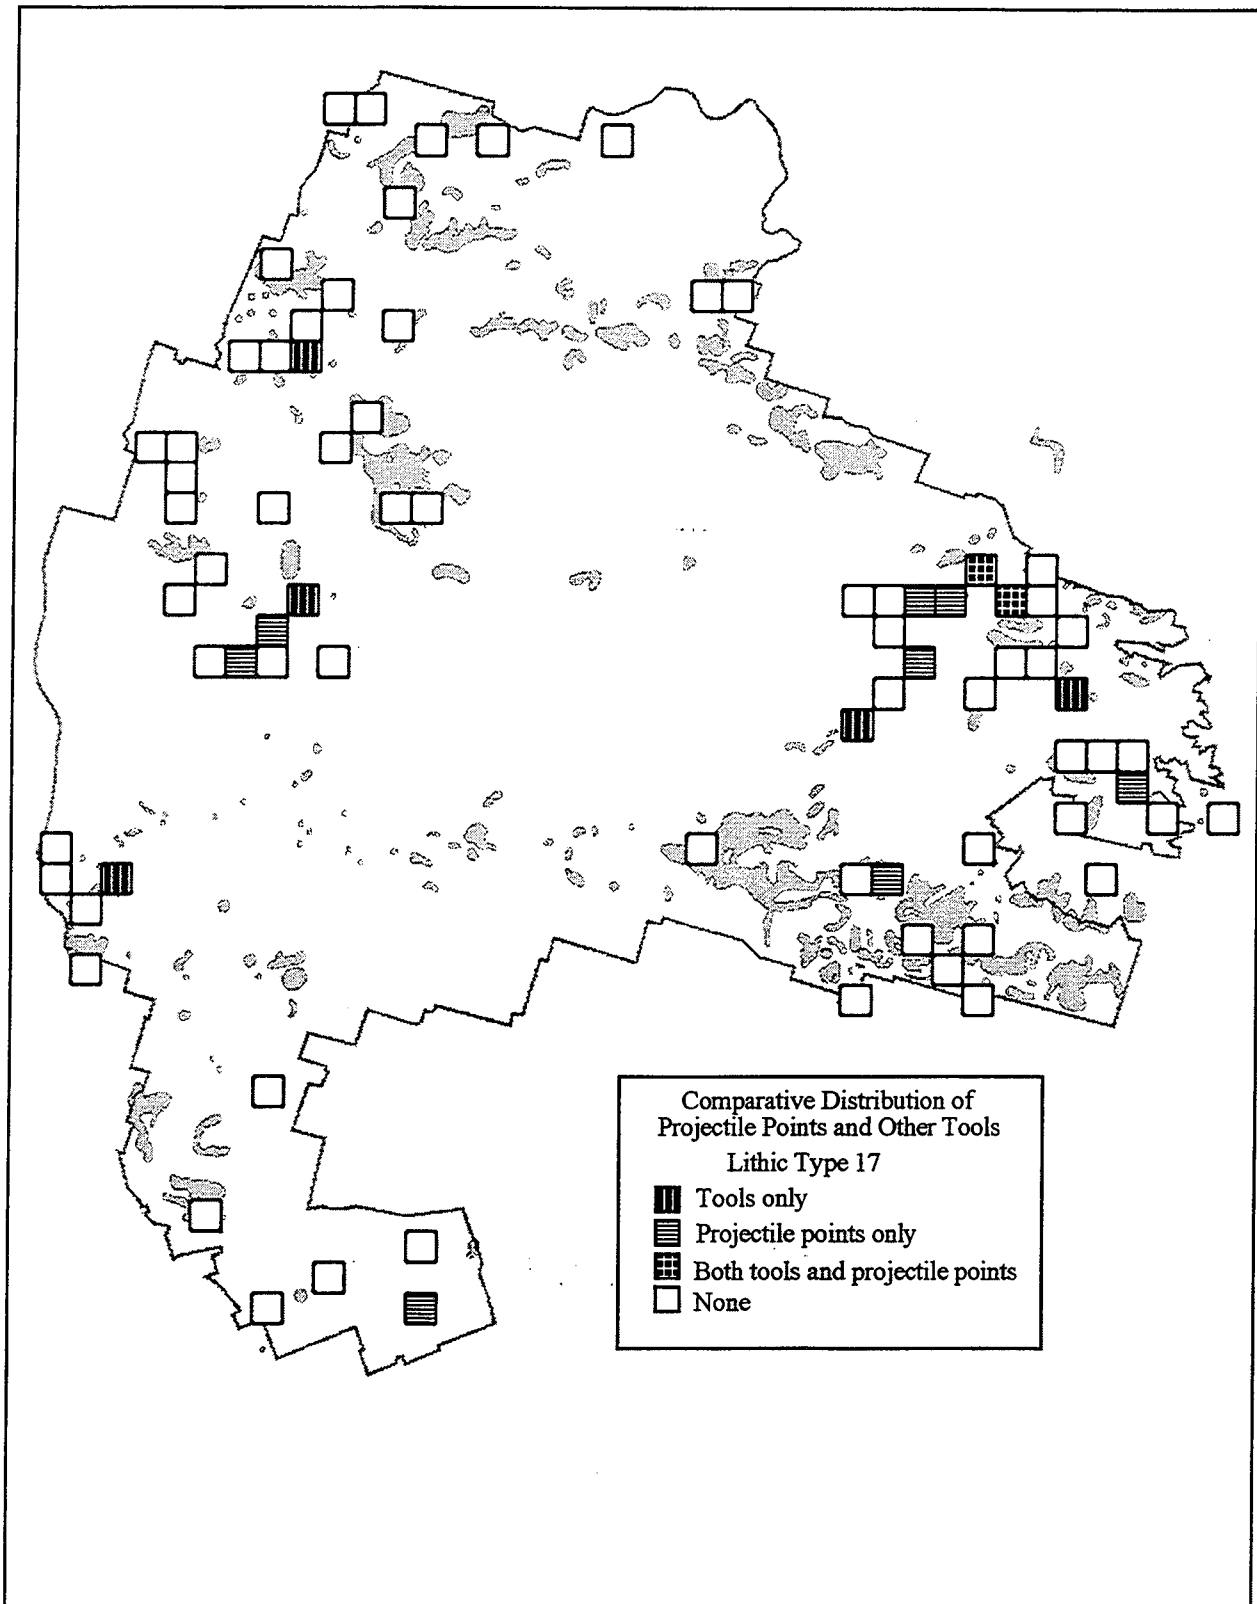 Comparative Distribution of
Projectile Points and Other Tools
Lithic Type 17
Tools only
Projectile points only
Both tools and projectile points
None